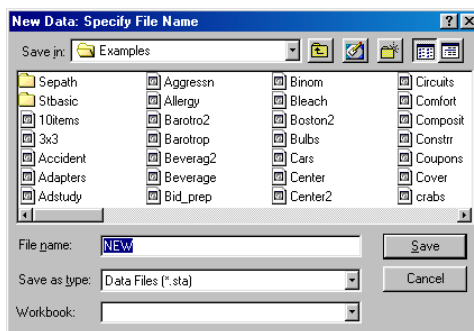 New Data: Specify File Name
Save in: Examples
Sepath Aggressn Binom Circuits
Stbasic Allergy Bleach Comfort
10items Barotro2 Boston2 Composit
3x3 Barotrop Bulbs Constrr
Accident Beverag2 Cars Coupons
Adapters Beverage Center Cover
Adstudy Bid_prep Center2 crabs
File name: NEW Save
Save as type: Data Files (*.sta) Cancel
Workbook: